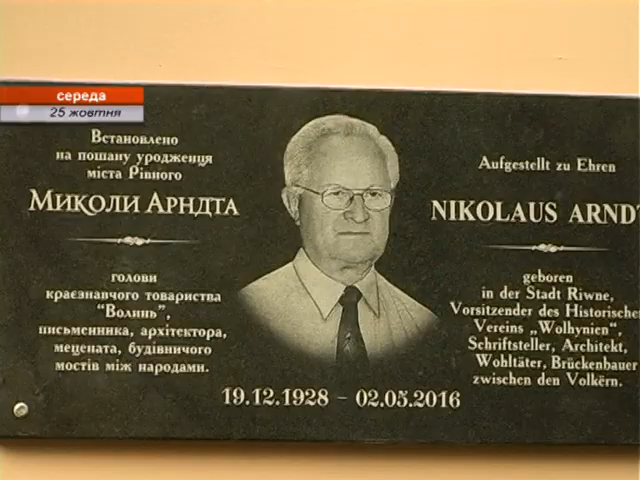 середа
25 жовтня
Встановлено
на пошану уродженця
міста Рівного
Миколи Арндта
голови
краєзнавчого товариства
"Волинь",
письменника, архітектора,
мецената, будівничого
мостів між народами.
Aufgestellt zu Ehren
NIKOLAUS ARNDT
geboren
in der Stadt Riwne,
Vorsitzender des Historischen
Vereins „Wolhynien",
Schriftsteller, Architekt,
Wohltäter, Brückenbauer
zwischen den Volkërn.
19.12.1928 – 02.05.2016